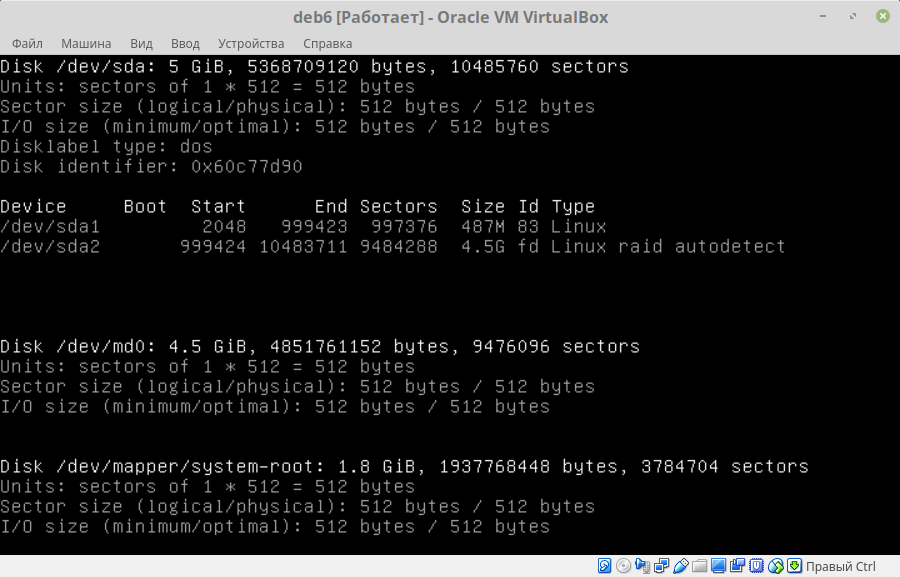 deb6 [Работает] - Oracle VM VirtualBox
Файл Машина Вид Ввод Устройства Справка
Disk /dev/sda: 5 GiB, 5368709120 bytes, 10485760 sectors
Units: sectors of 1 * 512 = 512 bytes
Sector size (logical/physical): 512 bytes / 512 bytes
I/O size (minimum/optimal): 512 bytes / 512 bytes
Disklabel type: dos
Disk identifier: 0x60c77d90
Device Boot Start End Sectors Size Id Type
/dev/sda1 2048 999423 997376 487M 83 Linux
/dev/sda2 999424 10483711 9484288 4.5G fd Linux raid autodetect
Disk /dev/md0: 4.5 GiB, 4851761152 bytes, 9476096 sectors
Units: sectors of 1 * 512 = 512 bytes
Sector size (logical/physical): 512 bytes / 512 bytes
I/O size (minimum/optimal): 512 bytes / 512 bytes
Disk /dev/mapper/system-root: 1.8 GiB, 1937768448 bytes, 3784704 sectors
Units: sectors of 1 * 512 = 512 bytes
Sector size (logical/physical): 512 bytes / 512 bytes
I/O size (minimum/optimal): 512 bytes / 512 bytes
Правый Ctrl